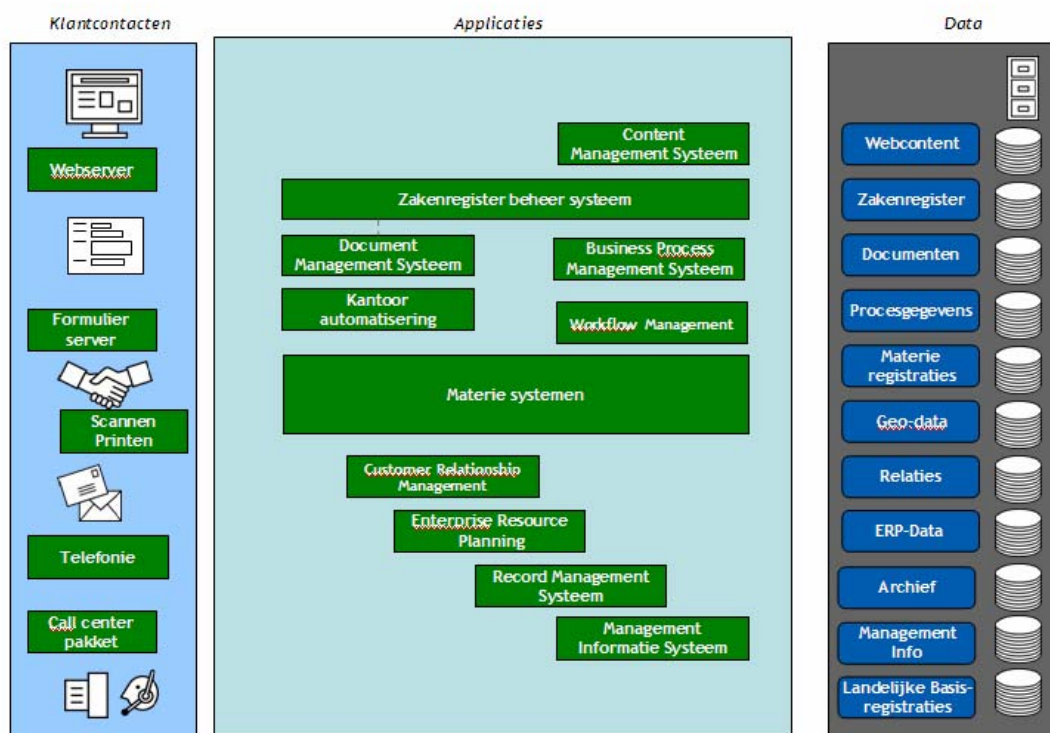 Klantcontacten
Applicaties
Data
Webserver
Formulier
server
Scannen
Printen
Telefonie
Call center
pakket
Content
Management Systeem
Zakenregister beheer systeem
Document
Management Systeem
Business Process
Management Systeem
Kantoor
automatisering
Workflow Management
Materie systemen
Customer Relationship
Management
Enterprise Resource
Planning
Record Management
Systeem
Management
Informatie Systeem
Webcontent
Zakenregister
Documenten
Procesgegevens
Materie
registraties
Geo-data
Relaties
ERP-Data
Archief
Management
Info
Landelijke Basis-
registraties